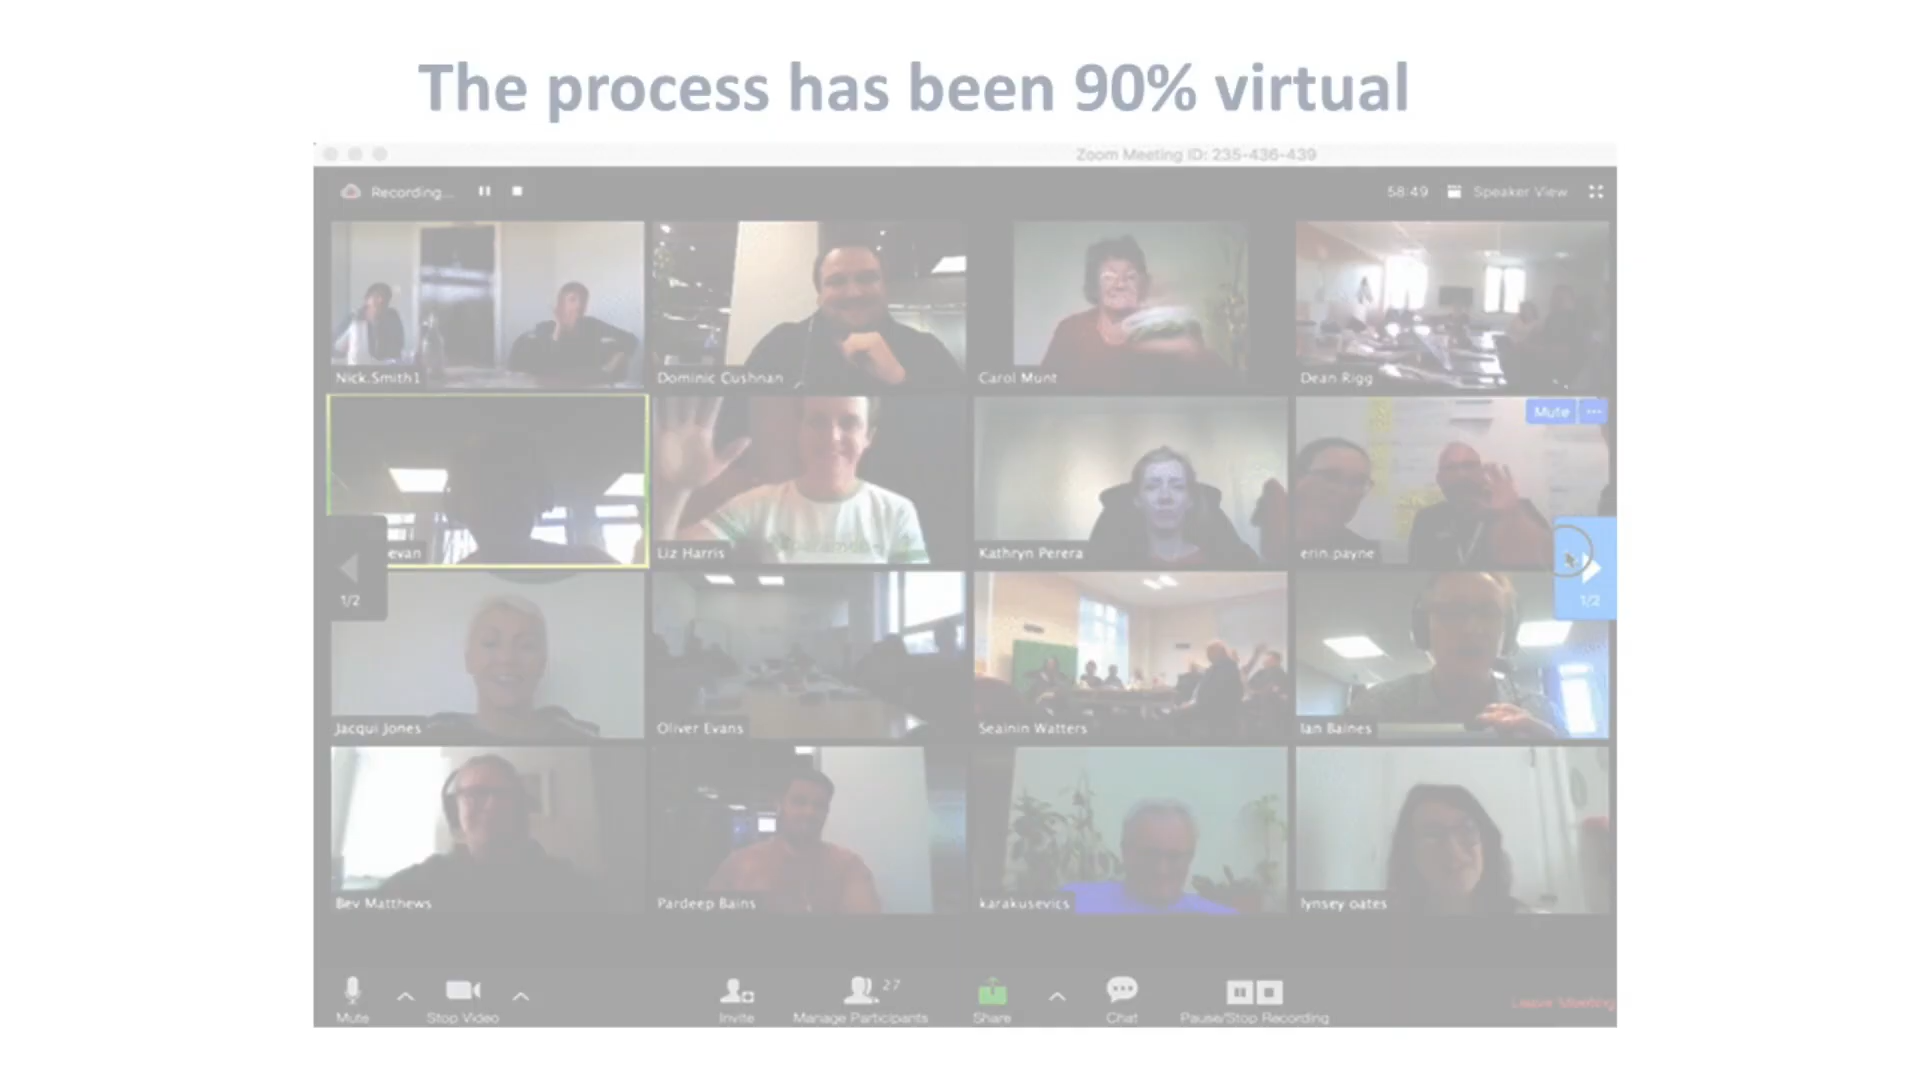 The process has been 90% virtual
Zoom Meeting ID: 235-436-439
Recording...
58:49
Speaker View
Nick.Smith1
Dominic Cushnan
Carol Munt
Dean Rigg
Mute
evan
Liz Harris
Kathryn Perera
erin.payne
1/2
1/2
Jacqui Jones
Oliver Evans
Seainin Watters
Ian Baines
Bev Matthews
Pardeep Bains
karakusevics
lynsey oates
27
Mute
Stop Video
Invite
Manage Participants
Share
Chat
Pause/Stop Recording
Leave Meeting